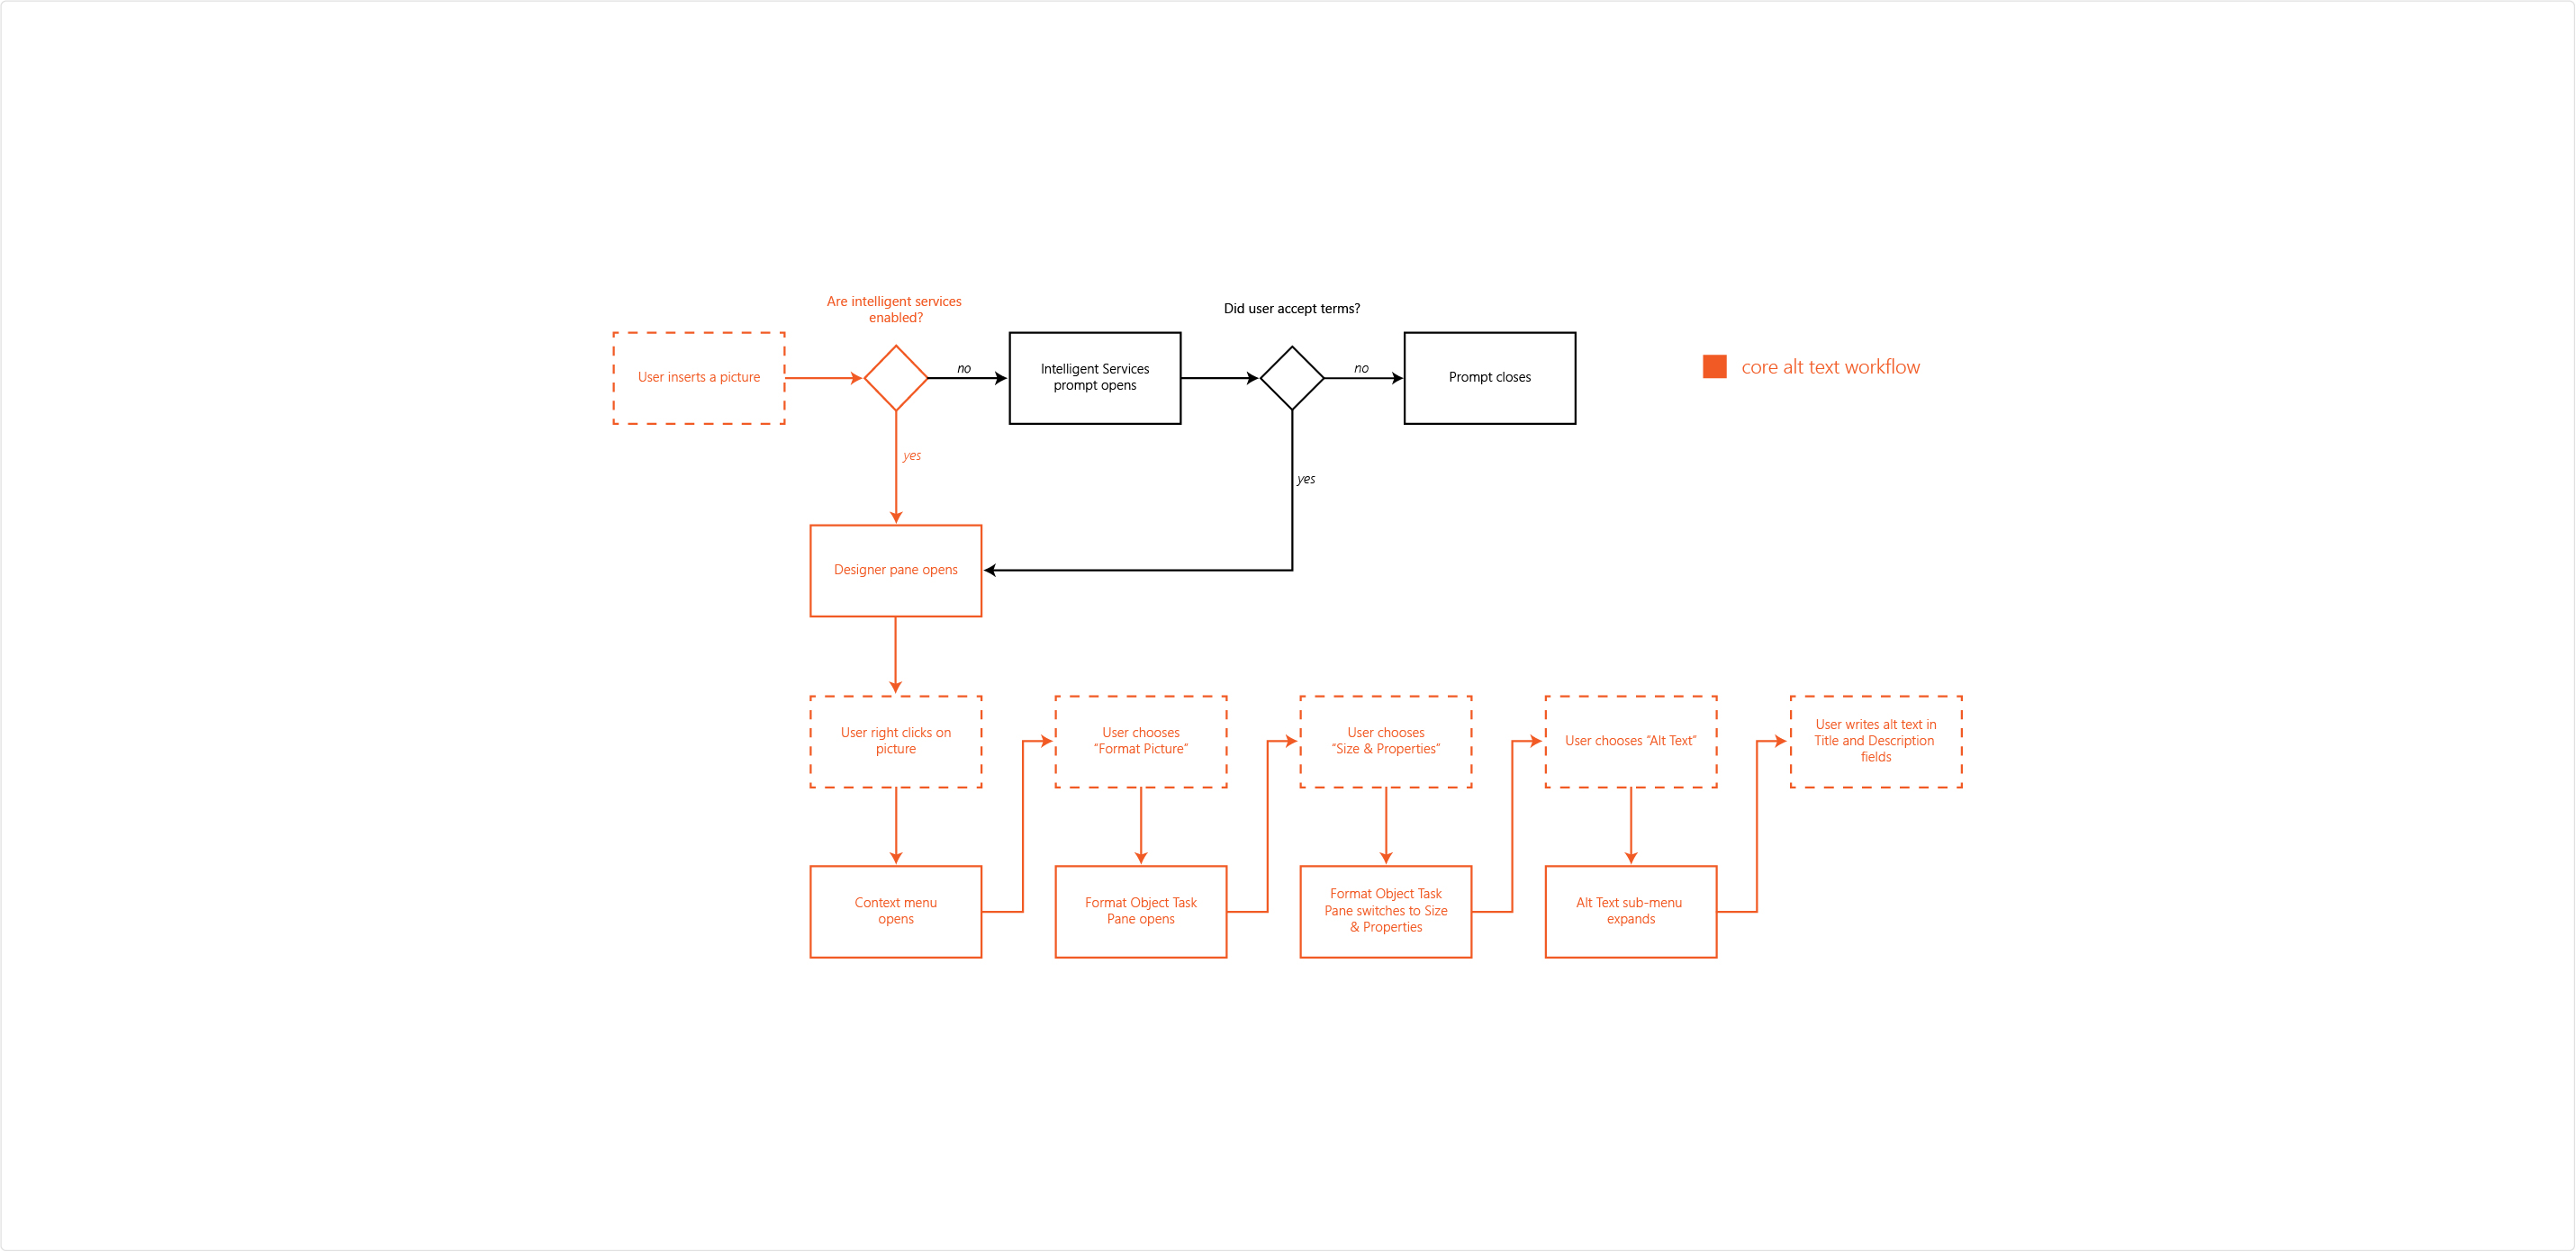 Are intelligent services
enabled?
Did user accept terms?
User inserts a picture
no
Intelligent Services
prompt opens
no
Prompt closes
core alt text workflow
yes
yes
Designer pane opens
User right clicks on
picture
User chooses
“Format Picture”
User chooses
“Size & Properties”
User chooses “Alt Text”
User writes alt text in
Title and Description
fields
Context menu
opens
Format Object Task
Pane opens
Format Object Task
Pane switches to Size
& Properties
Alt Text sub-menu
expands